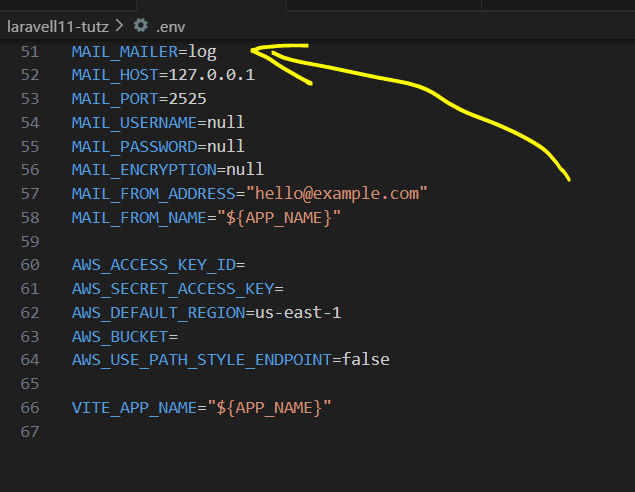 laravell11-tutz > .env
51 MAIL_MAILER=log
52 MAIL_HOST=127.0.0.1
53 MAIL_PORT=2525
54 MAIL_USERNAME=null
55 MAIL_PASSWORD=null
56 MAIL_ENCRYPTION=null
57 MAIL_FROM_ADDRESS="hello@example.com"
58 MAIL_FROM_NAME="${APP_NAME}"
59
60 AWS_ACCESS_KEY_ID=
61 AWS_SECRET_ACCESS_KEY=
62 AWS_DEFAULT_REGION=us-east-1
63 AWS_BUCKET=
64 AWS_USE_PATH_STYLE_ENDPOINT=false
65
66 VITE_APP_NAME="${APP_NAME}"
67